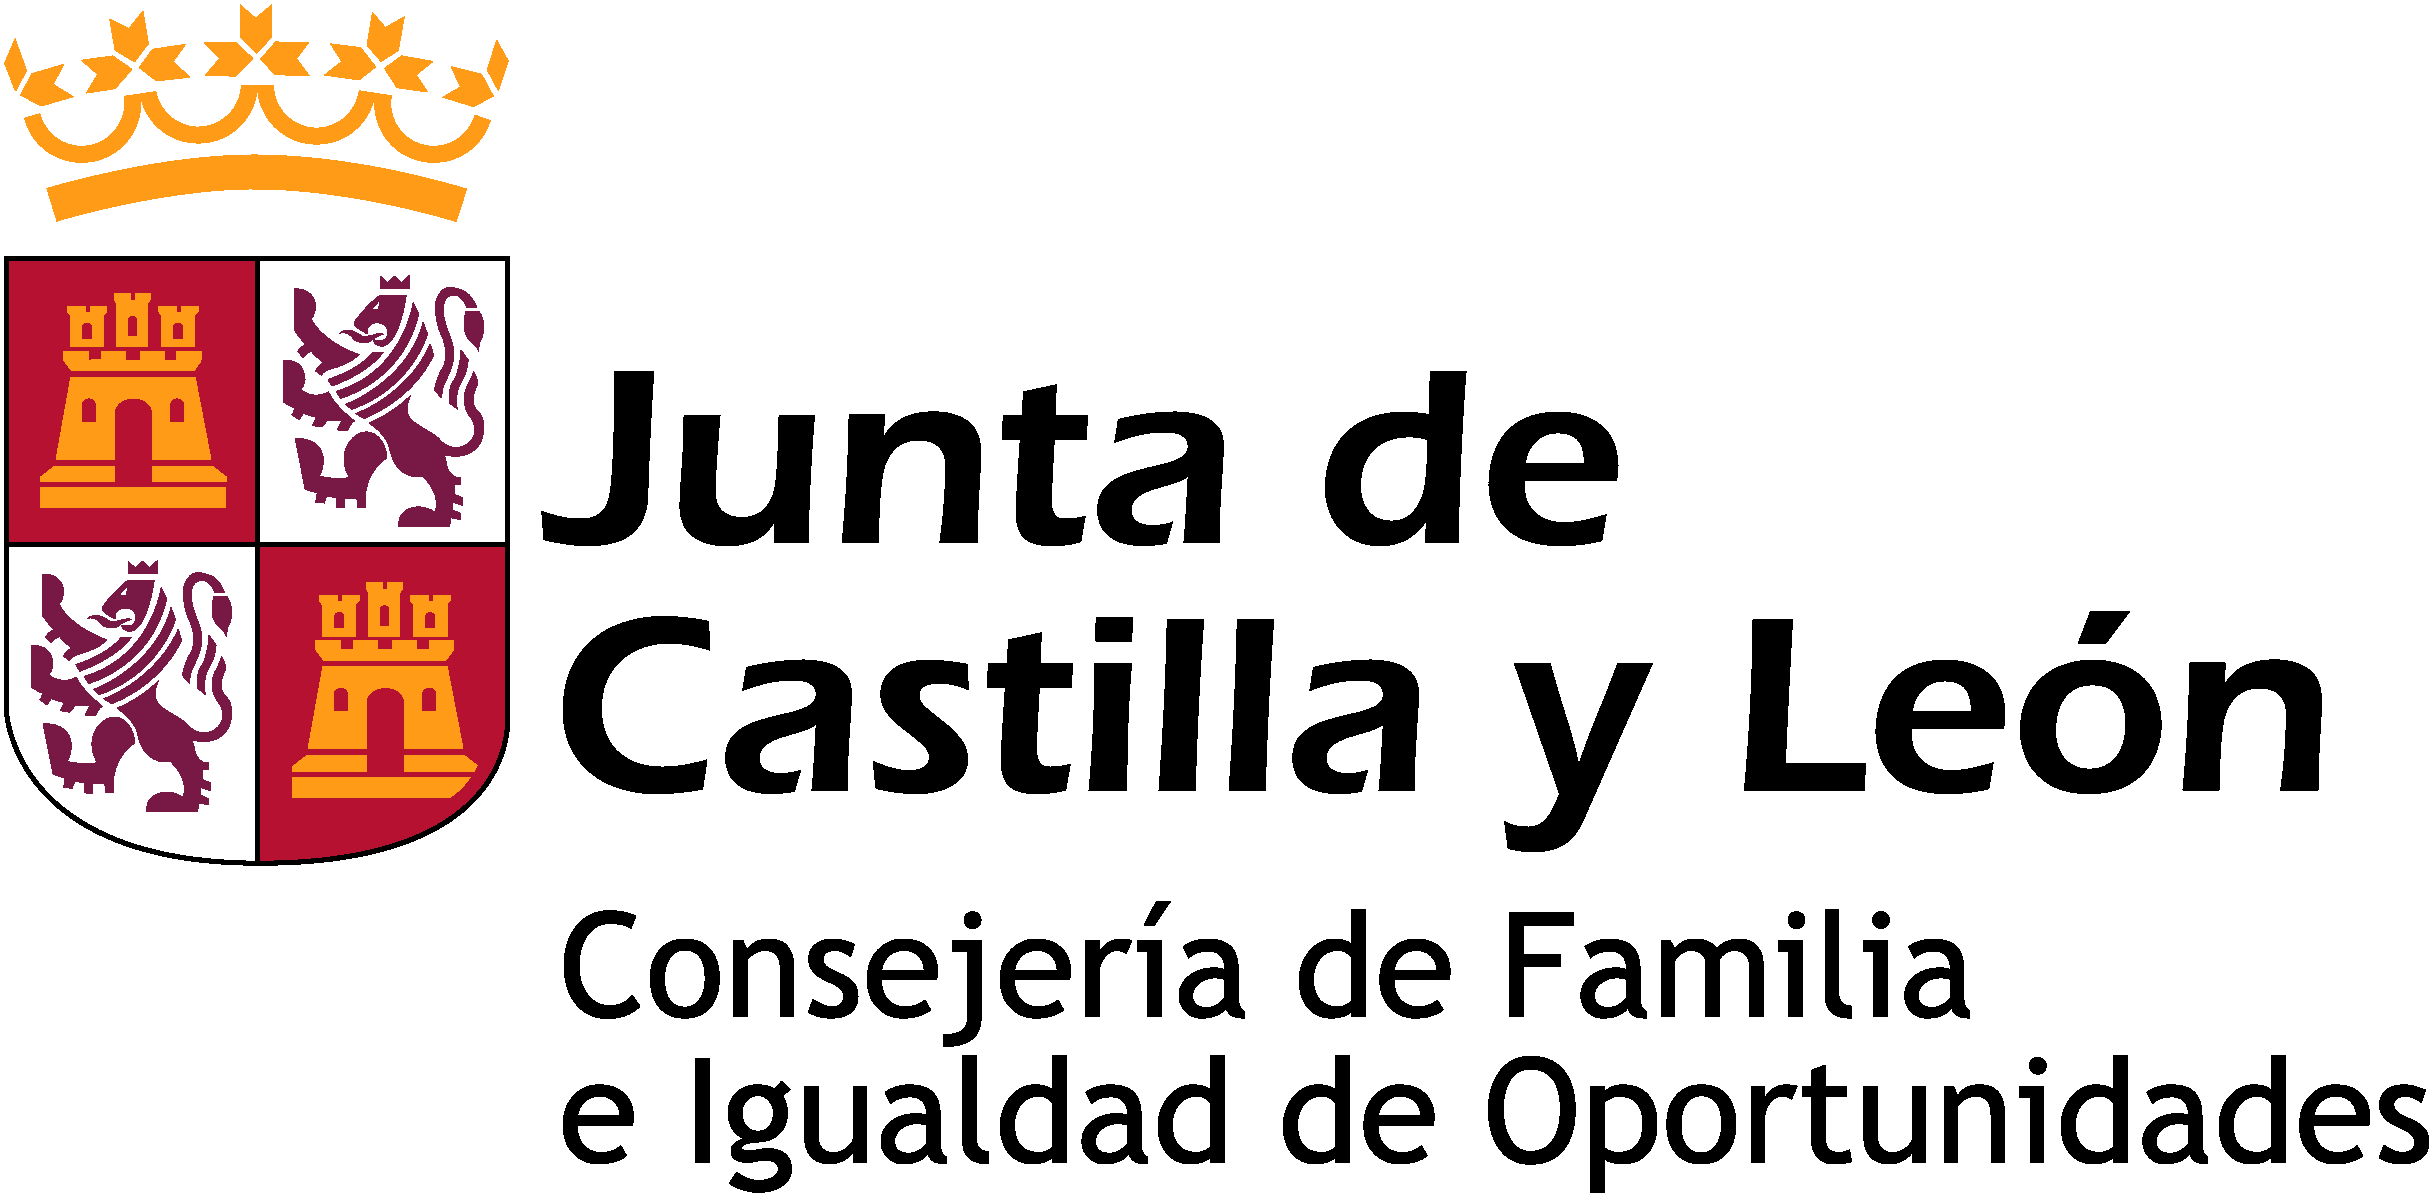 Junta de
Castilla y León
Consejería de Familia
e Igualdad de Oportunidades